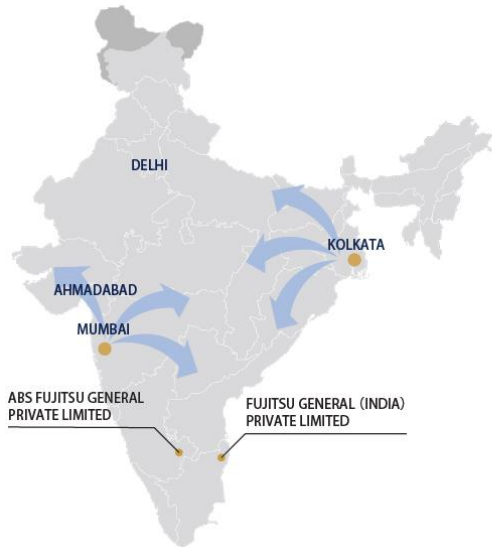 DELHI
KOLKATA
AHMADABAD
MUMBAI
ABS FUJITSU GENERAL
PRIVATE LIMITED
FUJITSU GENERAL (INDIA)
PRIVATE LIMITED